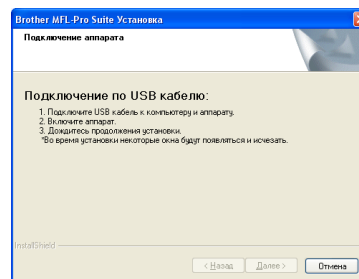 Brother MFL-Pro Suite Установка
Подключение аппарата
Подключение по USB кабелю:
1. Подключите USB кабель к компьютеру и аппарату.
2. Включите аппарат.
3. Дождитесь продолжения установки.
*Во время установки некоторые окна будут появляться и исчезать.
InstallShield
< Назад Далее > Отмена